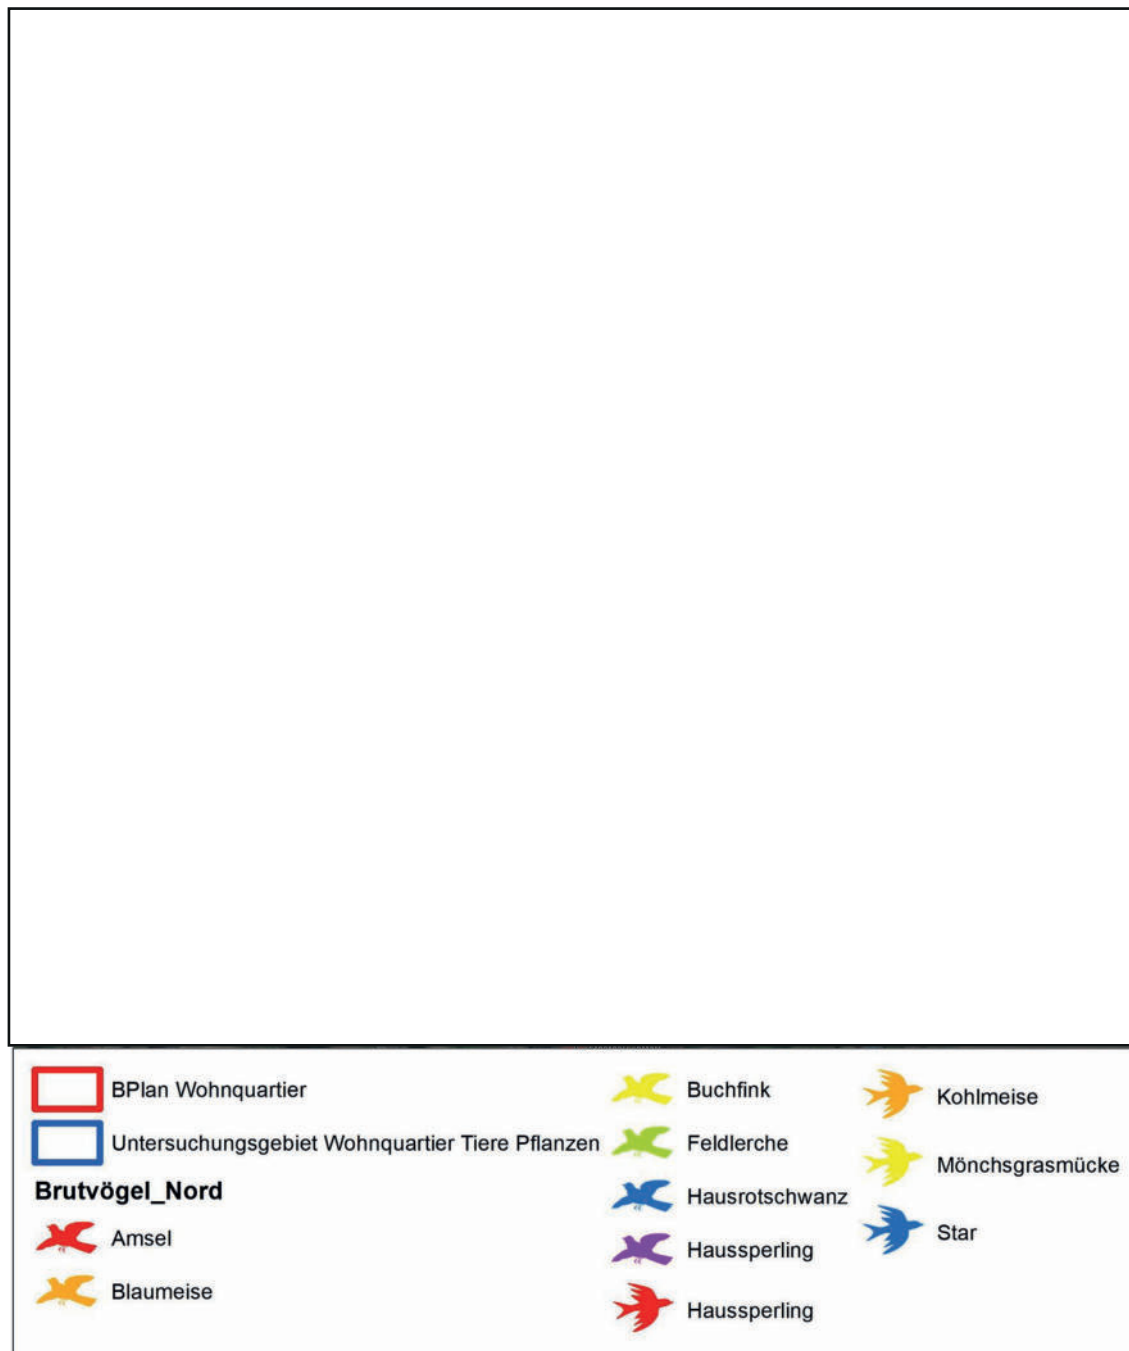 BPlan Wohnquartier
Untersuchungsgebiet Wohnquartier Tiere Pflanzen
Brutvögel_Nord
Amsel
Blaumeise
Buchfink
Feldlerche
Hausrotschwanz
Haussperling
Haussperling
Kohlmeise
Mönchsgrasmücke
Star